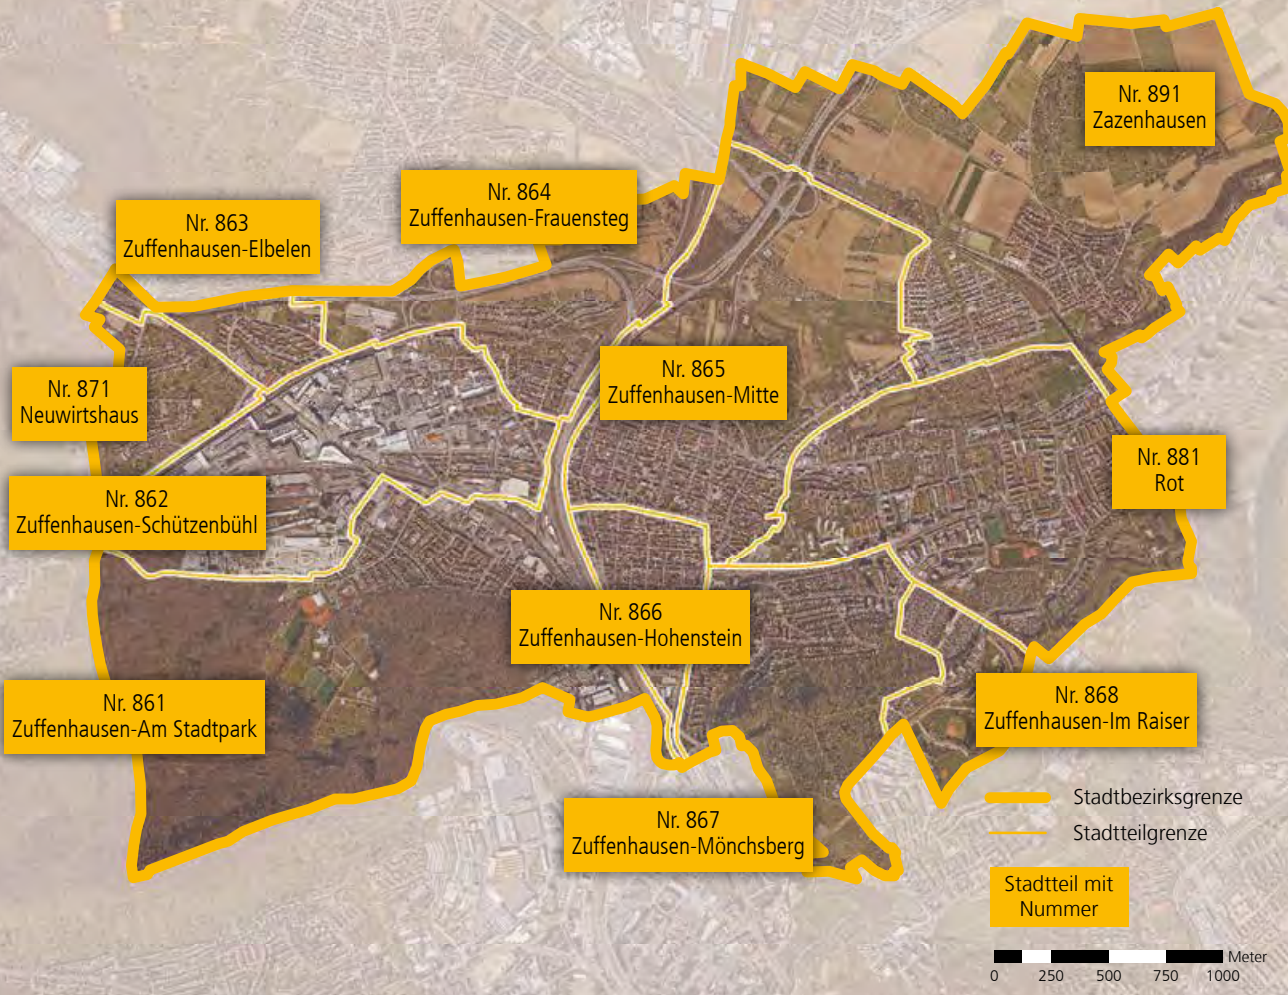 Nr. 891
Zazenhausen
Nr. 864
Zuffenhausen-Frauensteg
Nr. 863
Zuffenhausen-Elbelen
Nr. 865
Zuffenhausen-Mitte
Nr. 871
Neuwirtshaus
Nr. 881
Rot
Nr. 862
Zuffenhausen-Schützenbühl
Nr. 866
Zuffenhausen-Hohenstein
Nr. 861
Zuffenhausen-Am Stadtpark
Nr. 868
Zuffenhausen-Im Raiser
Nr. 867
Zuffenhausen-Mönchsberg
Stadtbezirksgrenze
Stadtteilgrenze
Stadtteil mit
Nummer
Meter
0 250 500 750 1000